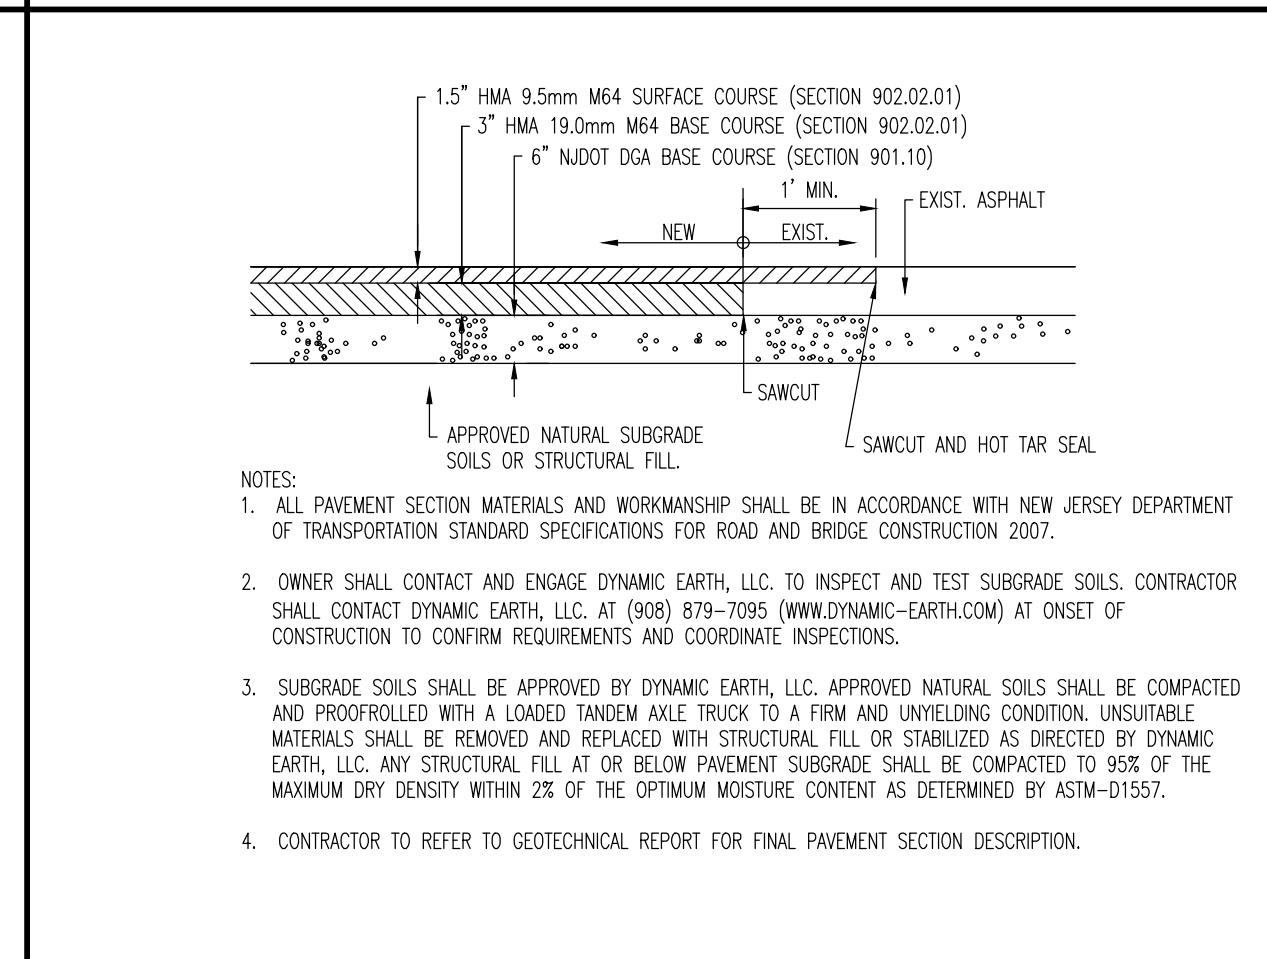 1.5" HMA 9.5mm M64 SURFACE COURSE (SECTION 902.02.01)
3" HMA 19.0mm M64 BASE COURSE (SECTION 902.02.01)
6" NJDOT DGA BASE COURSE (SECTION 901.10)
1' MIN.
EXIST. ASPHALT
NEW
EXIST.
SAWCUT
APPROVED NATURAL SUBGRADE
SOILS OR STRUCTURAL FILL.
SAWCUT AND HOT TAR SEAL
NOTES:
1. ALL PAVEMENT SECTION MATERIALS AND WORKMANSHIP SHALL BE IN ACCORDANCE WITH NEW JERSEY DEPARTMENT
OF TRANSPORTATION STANDARD SPECIFICATIONS FOR ROAD AND BRIDGE CONSTRUCTION 2007.
2. OWNER SHALL CONTACT AND ENGAGE DYNAMIC EARTH, LLC. TO INSPECT AND TEST SUBGRADE SOILS. CONTRACTOR
SHALL CONTACT DYNAMIC EARTH, LLC. AT (908) 879-7095 (WWW.DYNAMIC-EARTH.COM) AT ONSET OF
CONSTRUCTION TO CONFIRM REQUIREMENTS AND COORDINATE INSPECTIONS.
3. SUBGRADE SOILS SHALL BE APPROVED BY DYNAMIC EARTH, LLC. APPROVED NATURAL SOILS SHALL BE COMPACTED
AND PROOFROLLED WITH A LOADED TANDEM AXLE TRUCK TO A FIRM AND UNYIELDING CONDITION. UNSUITABLE
MATERIALS SHALL BE REMOVED AND REPLACED WITH STRUCTURAL FILL OR STABILIZED AS DIRECTED BY DYNAMIC
EARTH, LLC. ANY STRUCTURAL FILL AT OR BELOW PAVEMENT SUBGRADE SHALL BE COMPACTED TO 95% OF THE
MAXIMUM DRY DENSITY WITHIN 2% OF THE OPTIMUM MOISTURE CONTENT AS DETERMINED BY ASTM-D1557.
4. CONTRACTOR TO REFER TO GEOTECHNICAL REPORT FOR FINAL PAVEMENT SECTION DESCRIPTION.